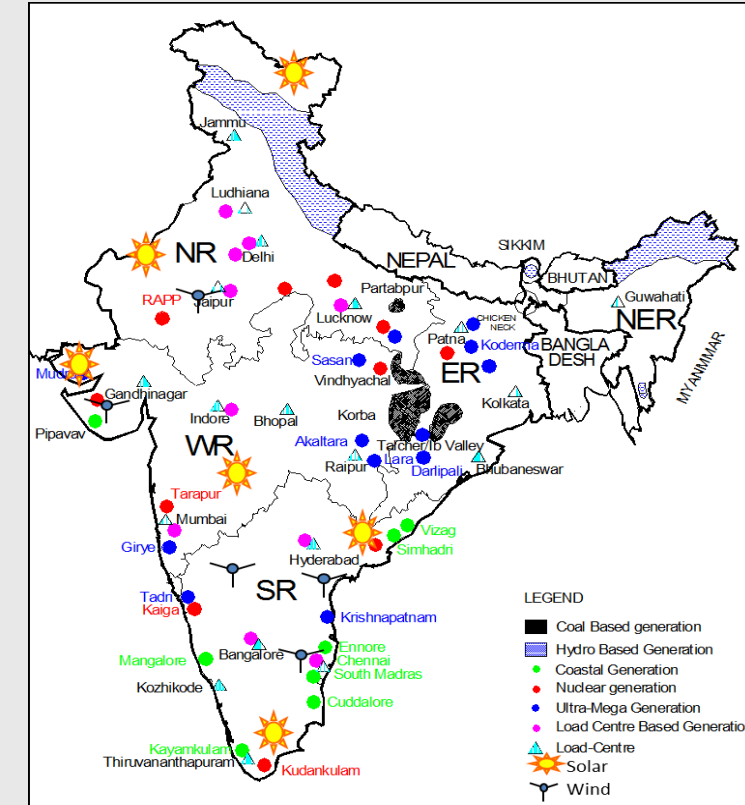 Jammu
Ludhiana
NR
Delhi
NEPAL
SIKKIM
BHUTAN
RAPP
Jaipur
Partabpur
Lucknow
CHICKEN
NECK
Guwahati
NER
Patna
Koderma
BANGLA
DESH
MYANMAR
Sasan
Vindhyachal
ER
Gandhinagar
Kolkata
Pipavav
Indore
Bhopal
Korba
WR
Akaltara
Talcher/Ib Valley
Raipur
Lara
Darlipali
Bhubaneswar
Tarapur
Mumbai
Girye
Vizag
Simhadri
Hyderabad
SR
Tadri
Kaiga
Krishnapatnam
Mangalore
Bangalore
Ennore
Chennai
South Madras
Kozhikode
Cuddalore
Kayamkulam
Thiruvananthapuram
Kudankulam
LEGEND
Coal Based generation
Hydro Based Generation
Coastal Generation
Nuclear generation
Ultra-Mega Generation
Load Centre Based Generatio
Load-Centre
Solar
Wind